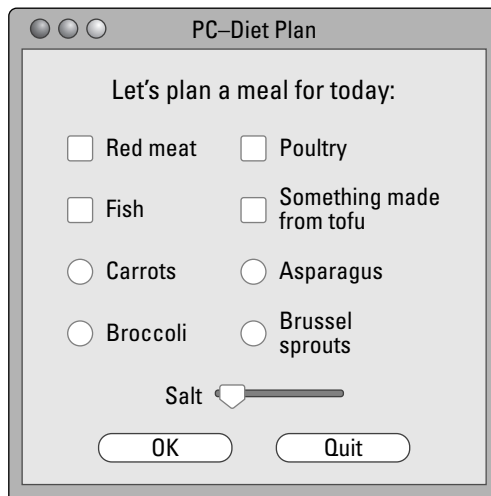 PC–Diet Plan
Let's plan a meal for today:
Red meat
Poultry
Fish
Something made
from tofu
Carrots
Asparagus
Broccoli
Brussel
sprouts
Salt
OK
Quit